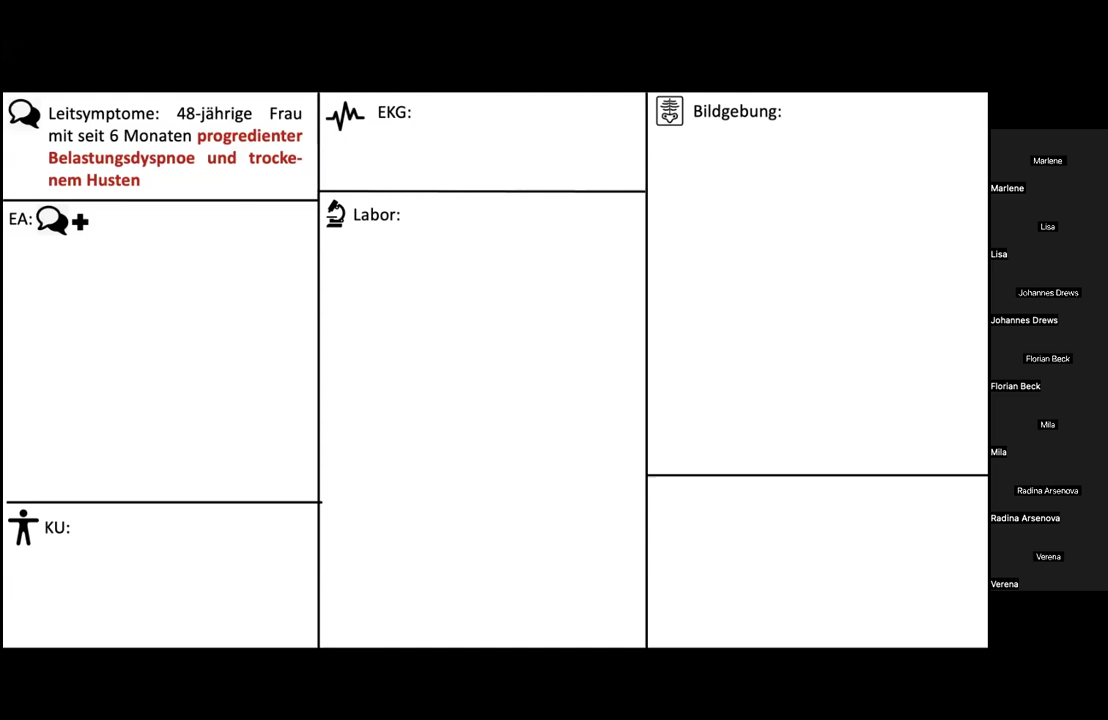 Leitsymptome: 48-jährige Frau
mit seit 6 Monaten progredienter
Belastungsdyspnoe und trocke-
nem Husten
EA:
KU:
EKG:
Labor:
Bildgebung:
Marlene
Marlene
Lisa
Lisa
Johannes Drews
Johannes Drews
Florian Beck
Florian Beck
Mila
Mila
Radina Arsenova
Radina Arsenova
Verena
Verena